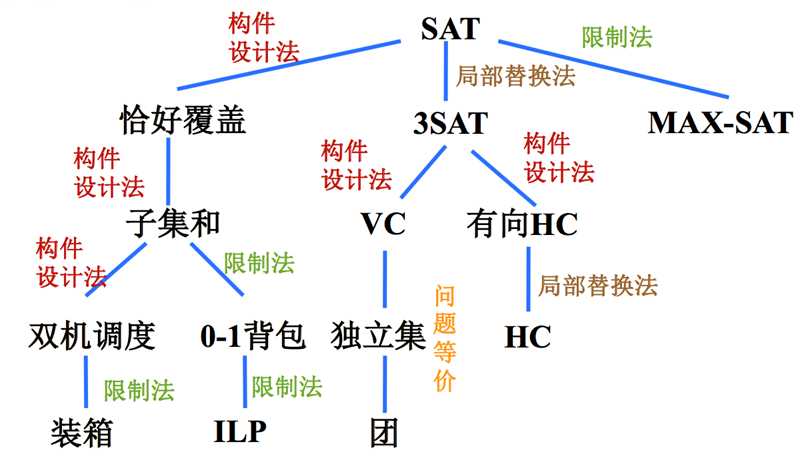 SAT
构件
设计法
限制法
局部替换法
恰好覆盖
3SAT
MAX-SAT
构件
设计法
构件
设计法
构件
设计法
子集和
VC
有向HC
构件
设计法
限制法
局部替换法
问
题
等
价
双机调度
0-1背包
独立集
HC
限制法
限制法
装箱
ILP
团